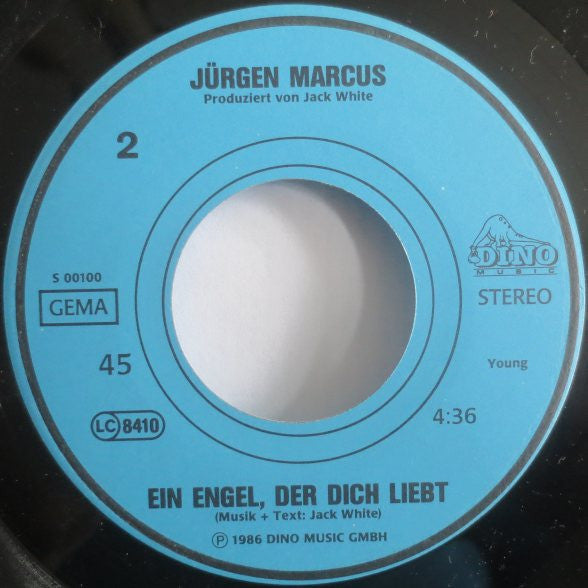 JÜRGEN MARCUS
Produziert von Jack White
2
DINO
MUSIC
S 00100
GEMA
STEREO
45
Young
LC 8410
4:36
EIN ENGEL, DER DICH LIEBT
(Musik + Text: Jack White)
Ⓟ 1986 DINO MUSIC GMBH